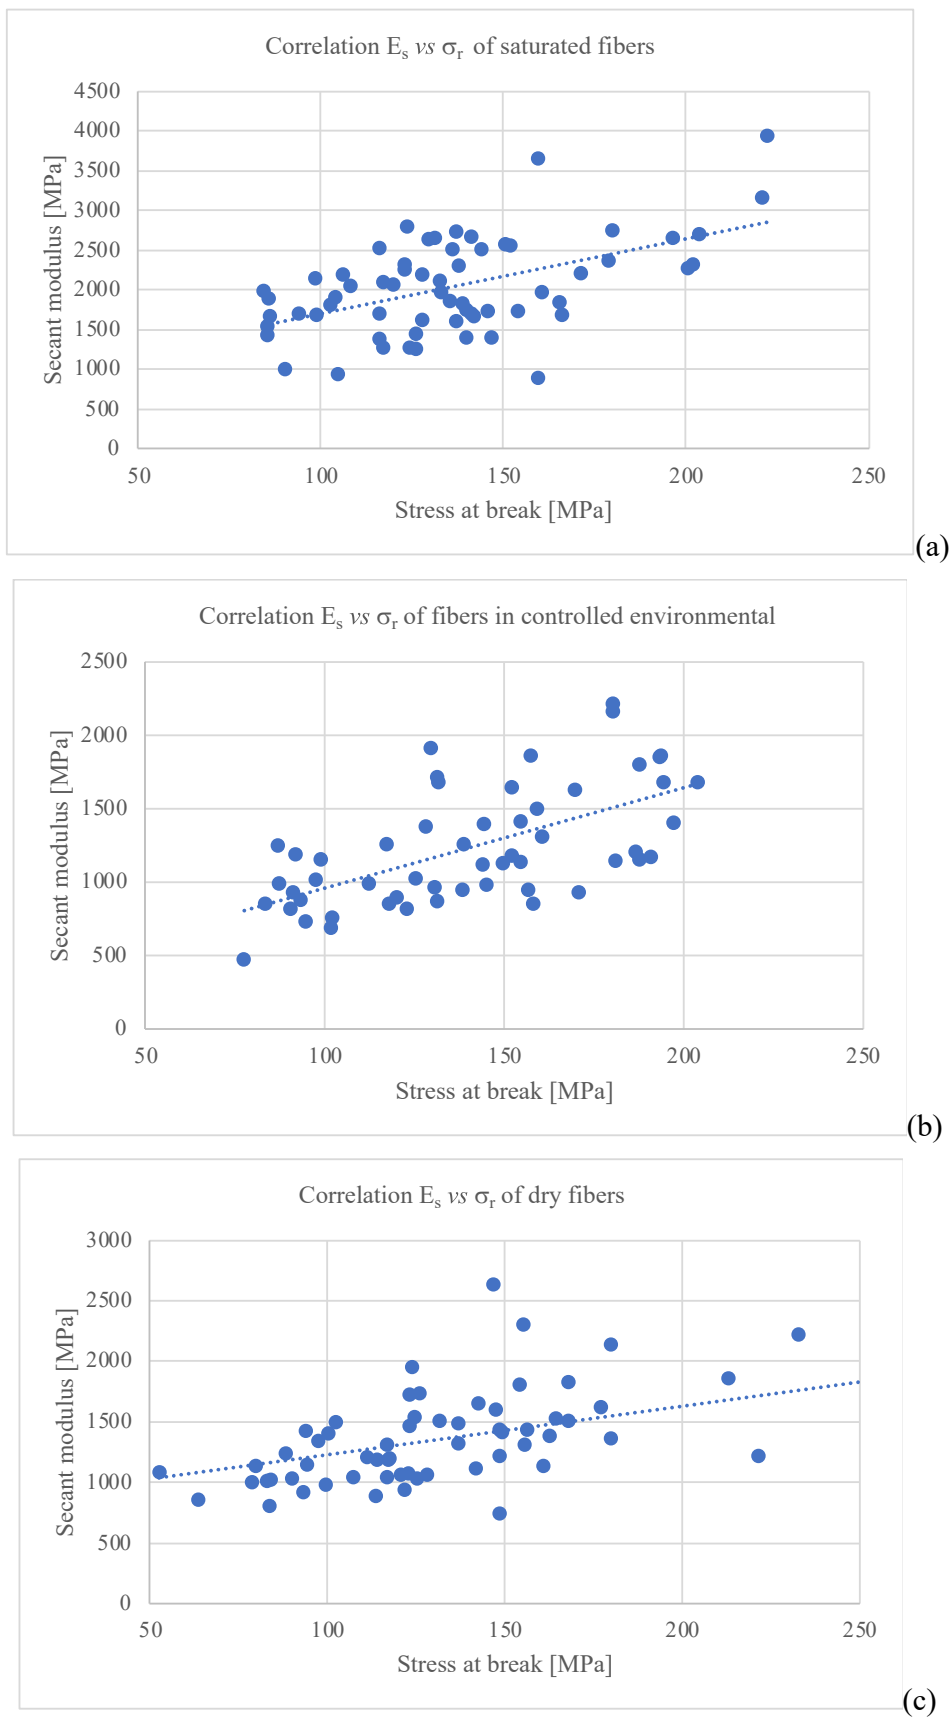 Correlation Es vs σr of saturated fibers
4500
4000
3500
3000
2500
2000
1500
1000
500
0
Secant modulus [MPa]
50 100 150 200 250
Stress at break [MPa]
(a)
Correlation Es vs σr of fibers in controlled environmental
2500
2000
1500
1000
500
0
Secant modulus [MPa]
50 100 150 200 250
Stress at break [MPa]
(b)
Correlation Es vs σr of dry fibers
3000
2500
2000
1500
1000
500
0
Secant modulus [MPa]
50 100 150 200 250
Stress at break [MPa]
(c)